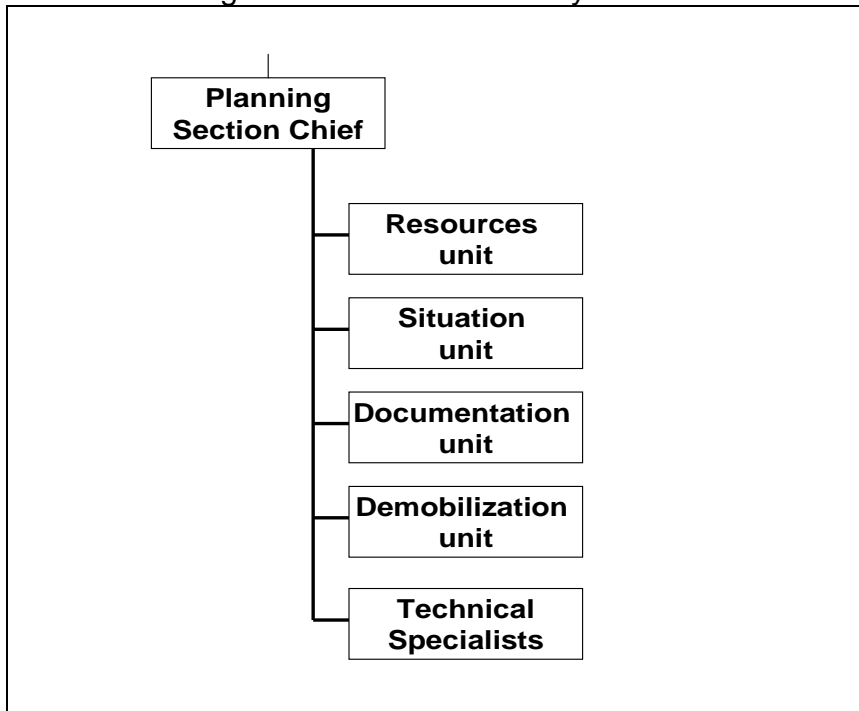 Planning
Section Chief
Resources
unit
Situation
unit
Documentation
unit
Demobilization
unit
Technical
Specialists